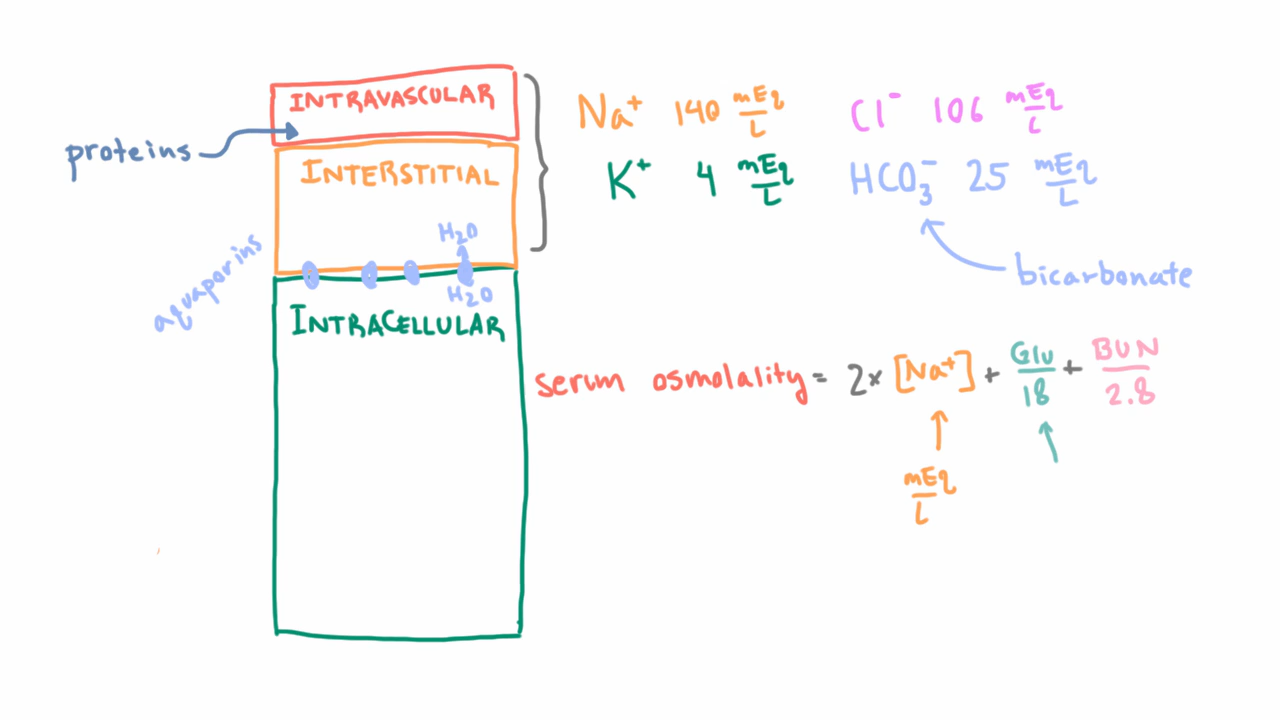 INTRAVASCULAR
proteins
INTERSTITIAL
H2O
aquaporins
H2O
INTRACELLULAR
Na+ 140 mEq/L
Cl- 106 mEq/L
K+ 4 mEq/L
HCO3- 25 mEq/L
bicarbonate
serum osmolality = 2x [Na+] + Glu/18 + BUN/2.8
mEq/L